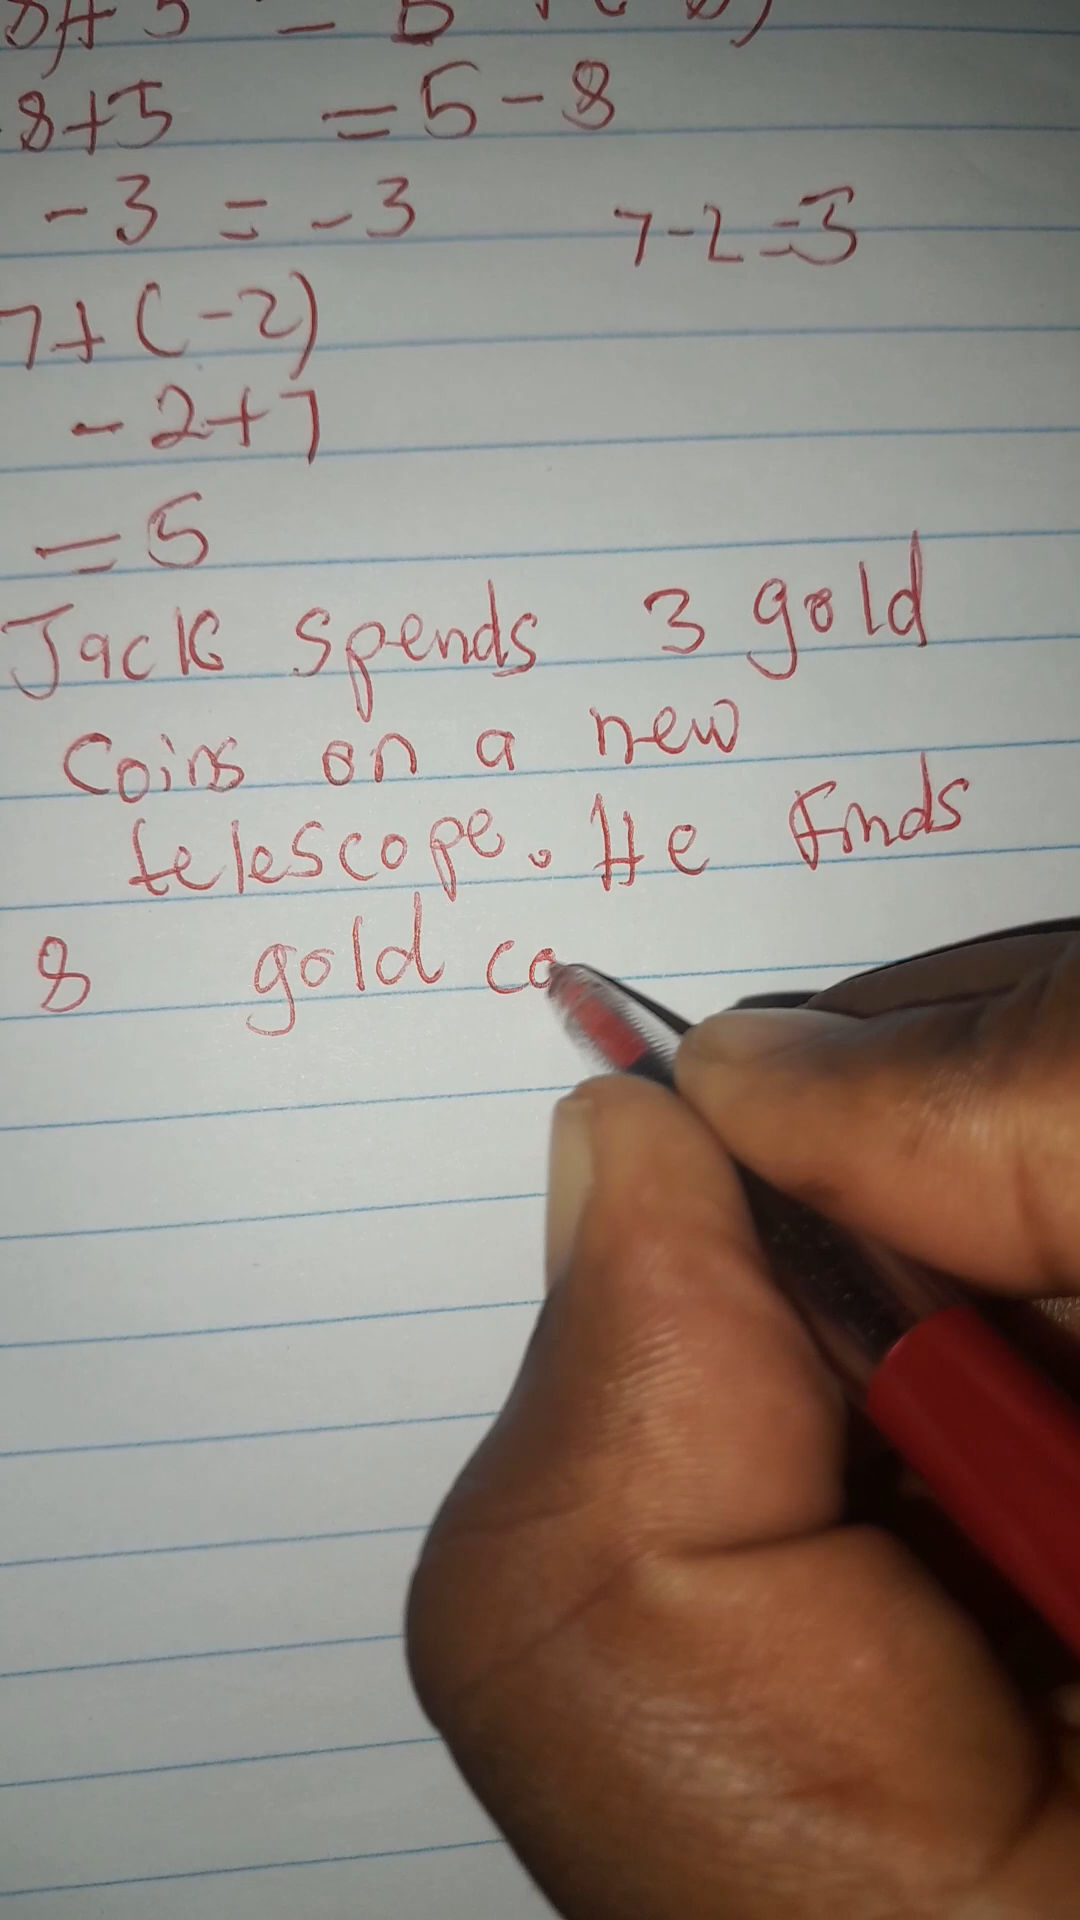 8+5 = 5-8
-3 = -3 7-2=5
7+(-2)
-2+7
=5
Jack spends 3 gold
Coins on a new
telescope. He finds
8 gold co